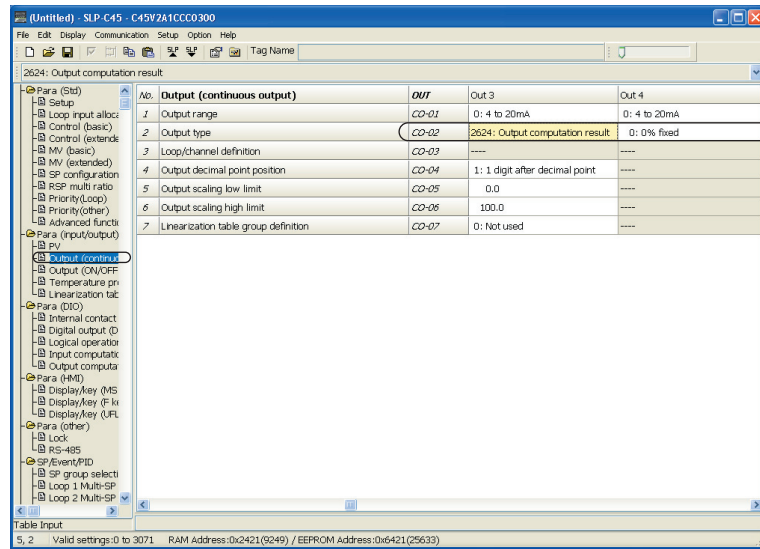 (Untitled) - SLP-C45 - C45V2A1CCC0300
File Edit Display Communication Setup Option Help
SLP SLP Tag Name
2624: Output computation result
Para (Std)
Setup
Loop input alloca
Control (basic)
Control (extende
MV (basic)
MV (extended)
SP configuration
RSP multi ratio
Priority(Loop)
Priority(other)
Advanced functio
Para (input/output)
PV
Output (continuo
Output (ON/OFF
Temperature pro
Linearization tab
Para (DIO)
Internal contact
Digital output (D
Logical operation
Input computatio
Output computat
Para (HMI)
Display/key (MS
Display/key (F ke
Display/key (UFL
Para (other)
Lock
RS-485
SP/Event/PID
SP group selecti
Loop 1 Multi-SP
Loop 2 Multi-SP
No. Output (continuous output) OUT Out 3 Out 4
1 Output range CO-01 0: 4 to 20mA 0: 4 to 20mA
2 Output type CO-02 2624: Output computation result 0: 0% fixed
3 Loop/channel definition CO-03 ---- ----
4 Output decimal point position CO-04 1: 1 digit after decimal point ----
5 Output scaling low limit CO-05 0.0 ----
6 Output scaling high limit CO-06 100.0 ----
7 Linearization table group definition CO-07 0: Not used ----
Table Input
5, 2 Valid settings:0 to 3071 RAM Address:0x2421(9249) / EEPROM Address:0x6421(25633)